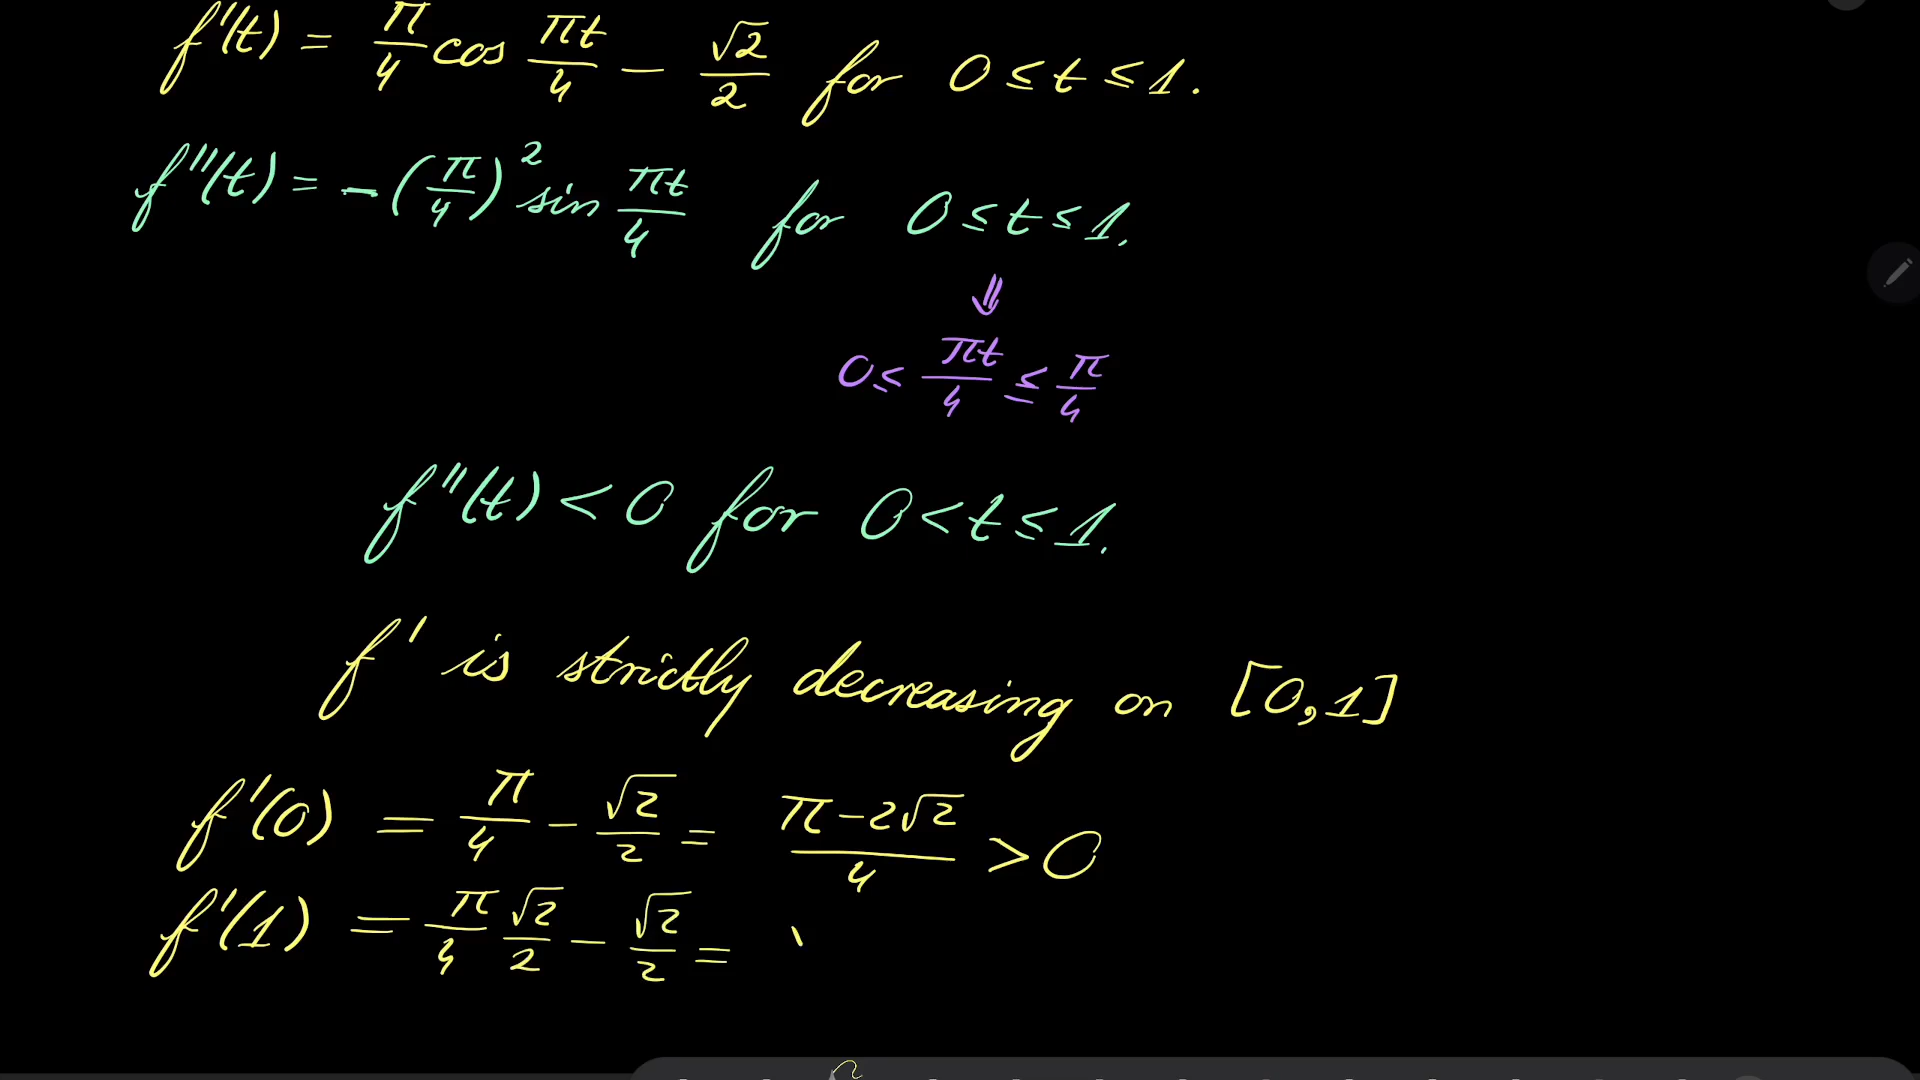 f'(t) = π/4 cos πt/4 − √2/2 for 0 ≤ t ≤ 1.
f''(t) = −(π/4)² sin πt/4 for 0 ≤ t ≤ 1.
⇓
0 ≤ πt/4 ≤ π/4
f''(t) < 0 for 0 < t ≤ 1.
f' is strictly decreasing on [0,1]
f'(0) = π/4 − √2/2 = (π−2√2)/4 > 0
f'(1) = π/4 √2/2 − √2/2 =